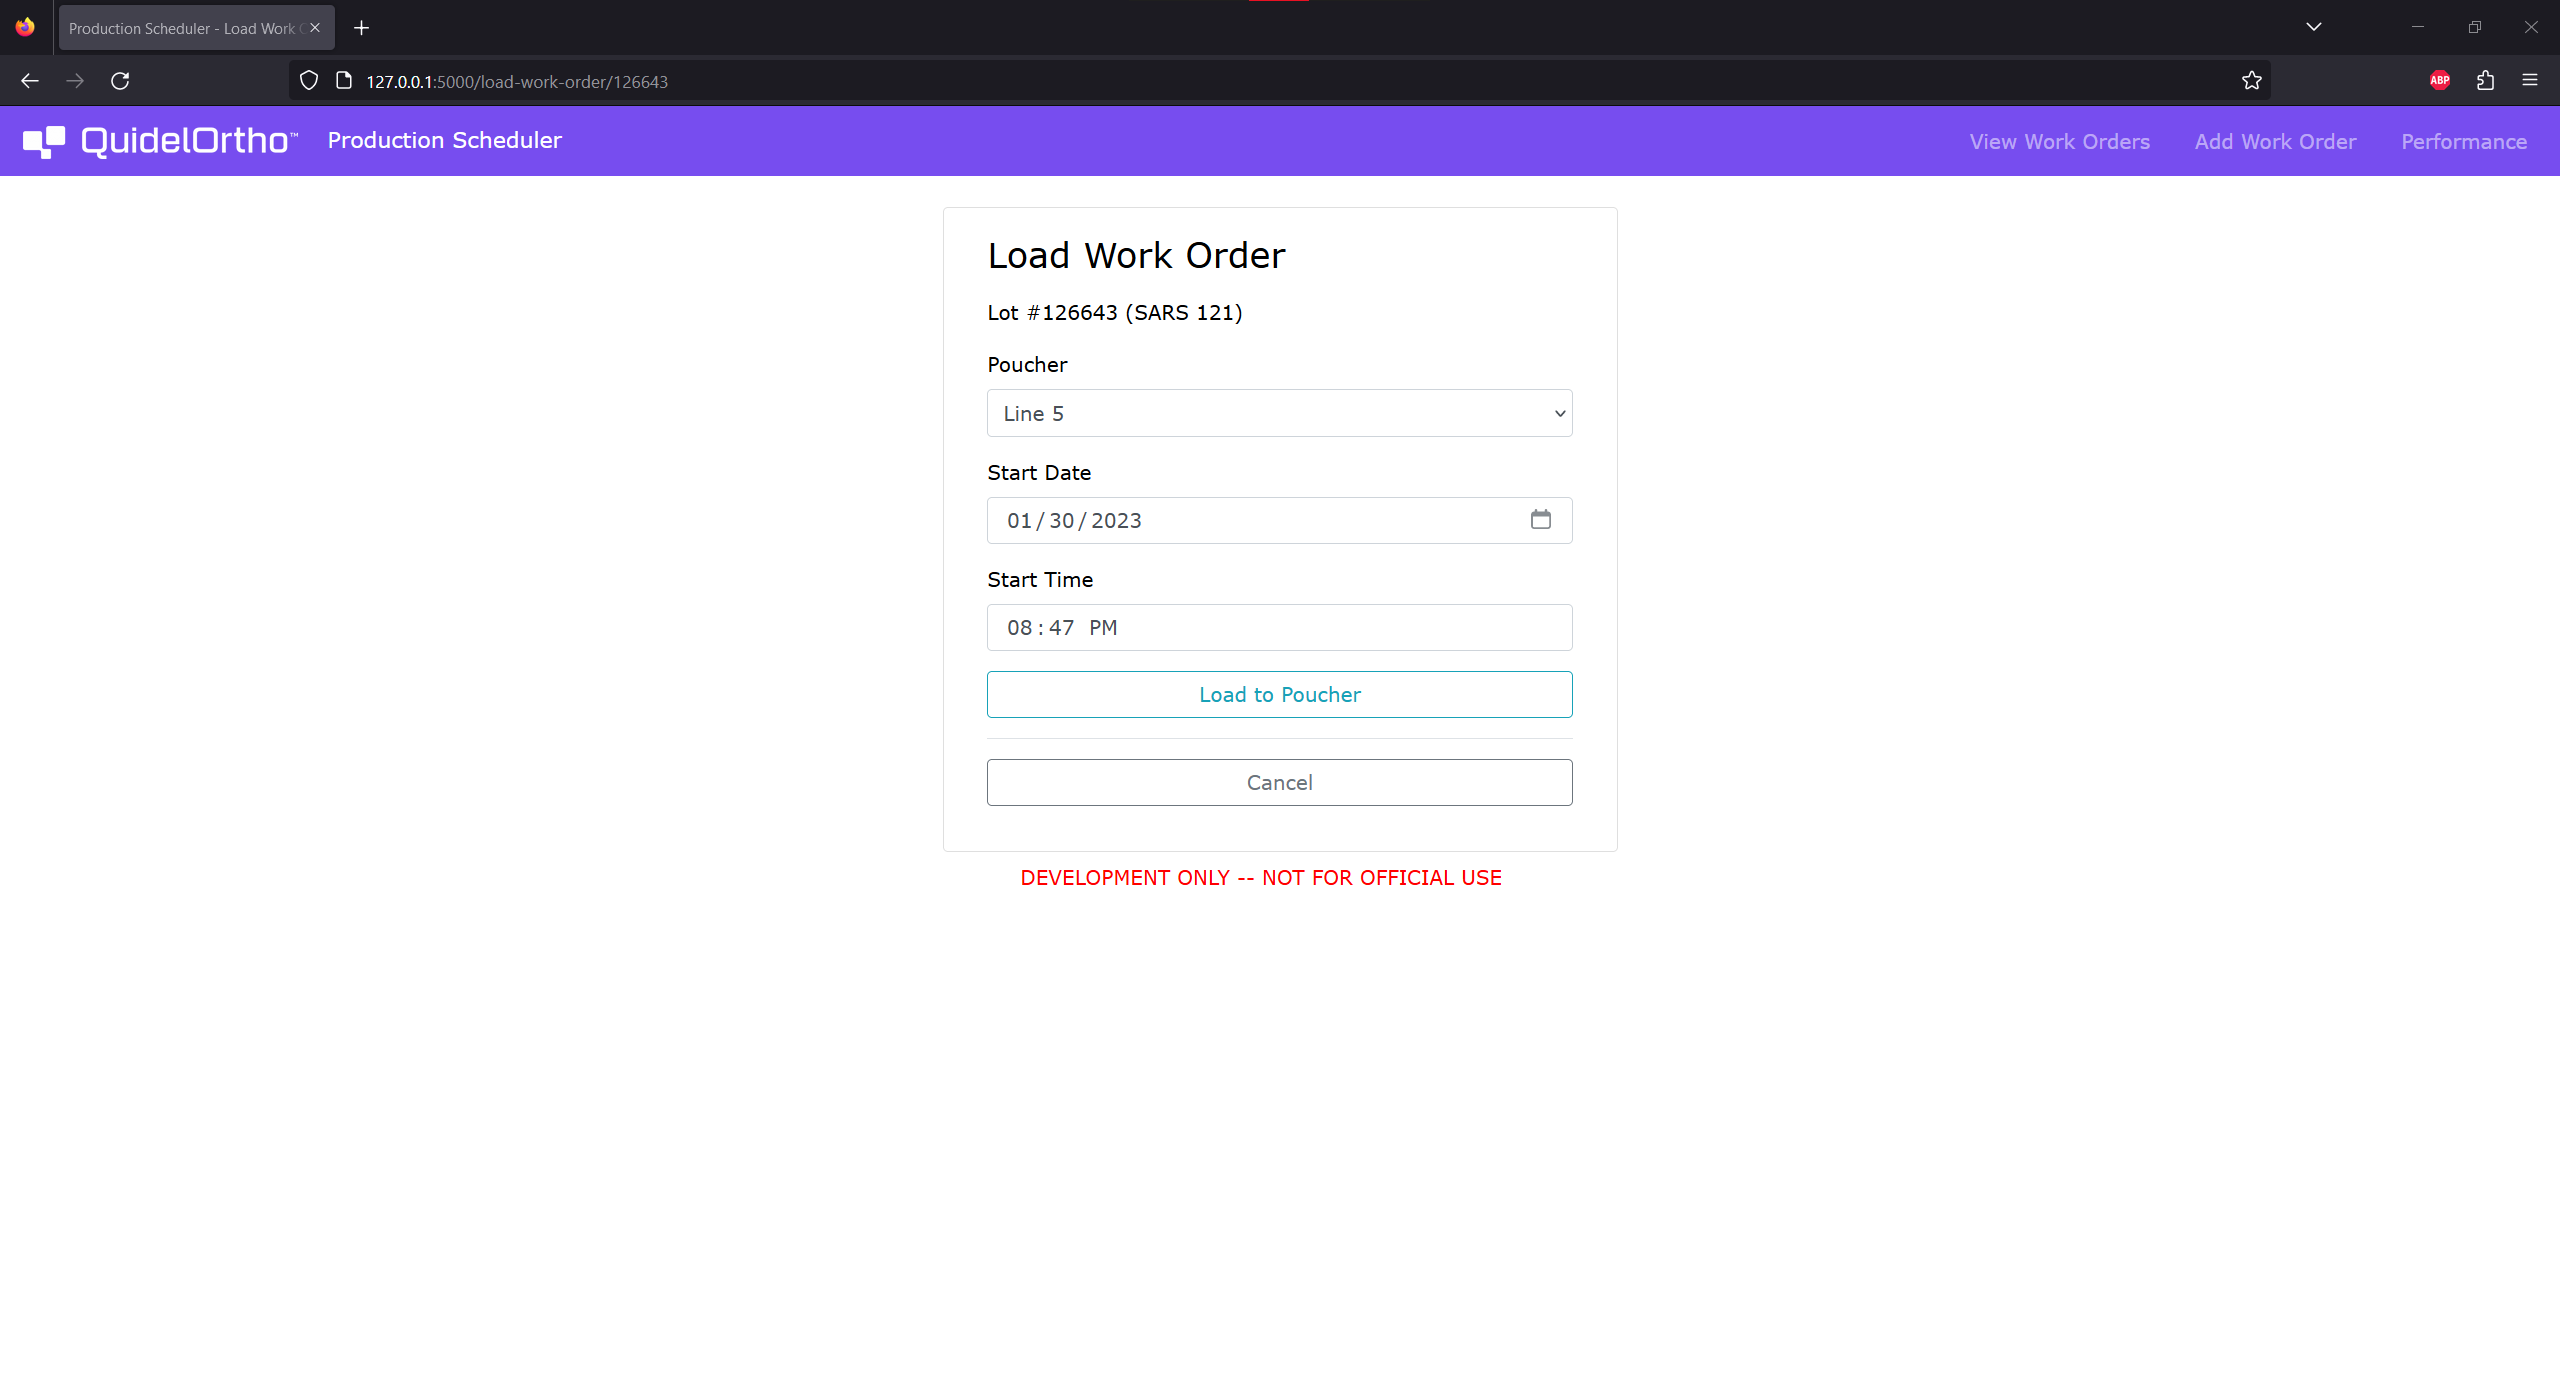 Production Scheduler - Load Work
127.0.0.1:5000/load-work-order/126643
ABP
QuidelOrtho™ Production Scheduler View Work Orders Add Work Order Performance
Load Work Order
Lot #126643 (SARS 121)
Poucher
Line 5
Start Date
01/30/2023
Start Time
08:47 PM
Load to Poucher
Cancel
DEVELOPMENT ONLY -- NOT FOR OFFICIAL USE